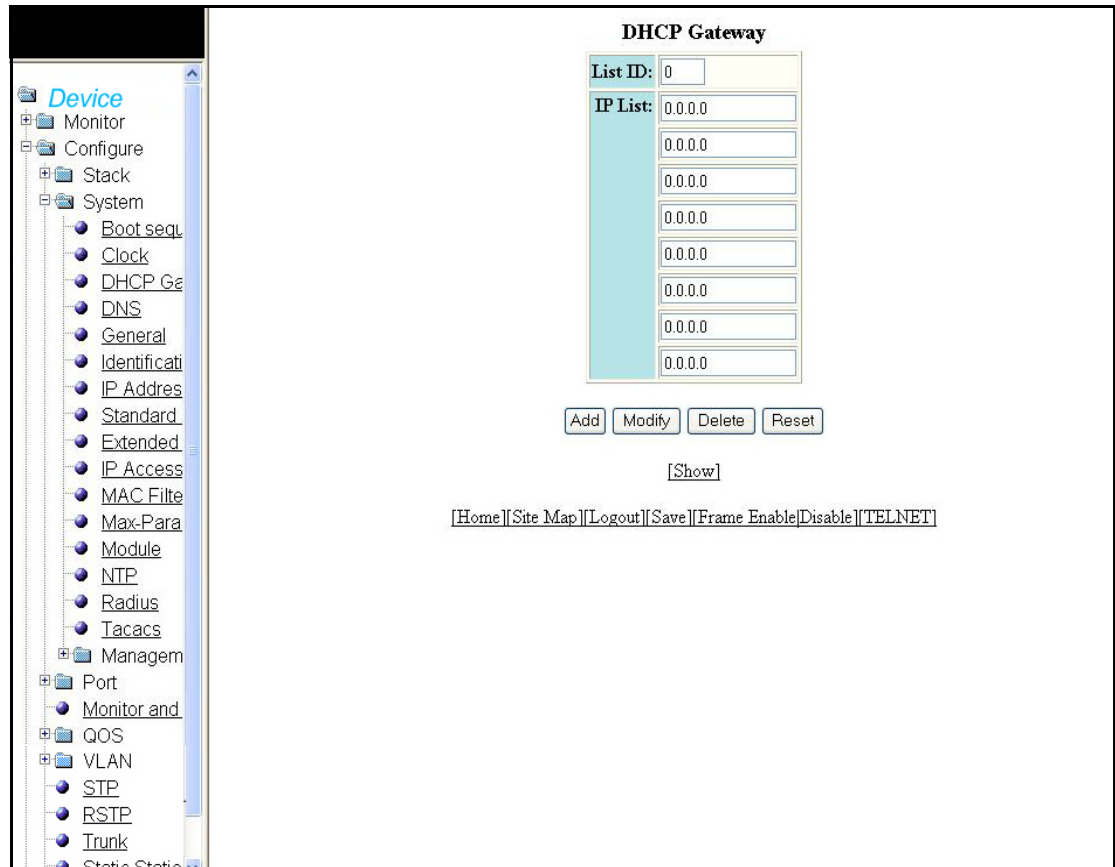 Device
Monitor
Configure
Stack
System
Boot sequ
Clock
DHCP Ga
DNS
General
Identificati
IP Addres
Standard
Extended
IP Access
MAC Filte
Max-Para
Module
NTP
Radius
Tacacs
Managem
Port
Monitor and
QOS
VLAN
STP
RSTP
Trunk
Static Static
DHCP Gateway
List ID: 0
IP List: 0.0.0.0
0.0.0.0
0.0.0.0
0.0.0.0
0.0.0.0
0.0.0.0
0.0.0.0
0.0.0.0
Add Modify Delete Reset
[Show]
[Home][Site Map][Logout][Save][Frame Enable|Disable][TELNET]